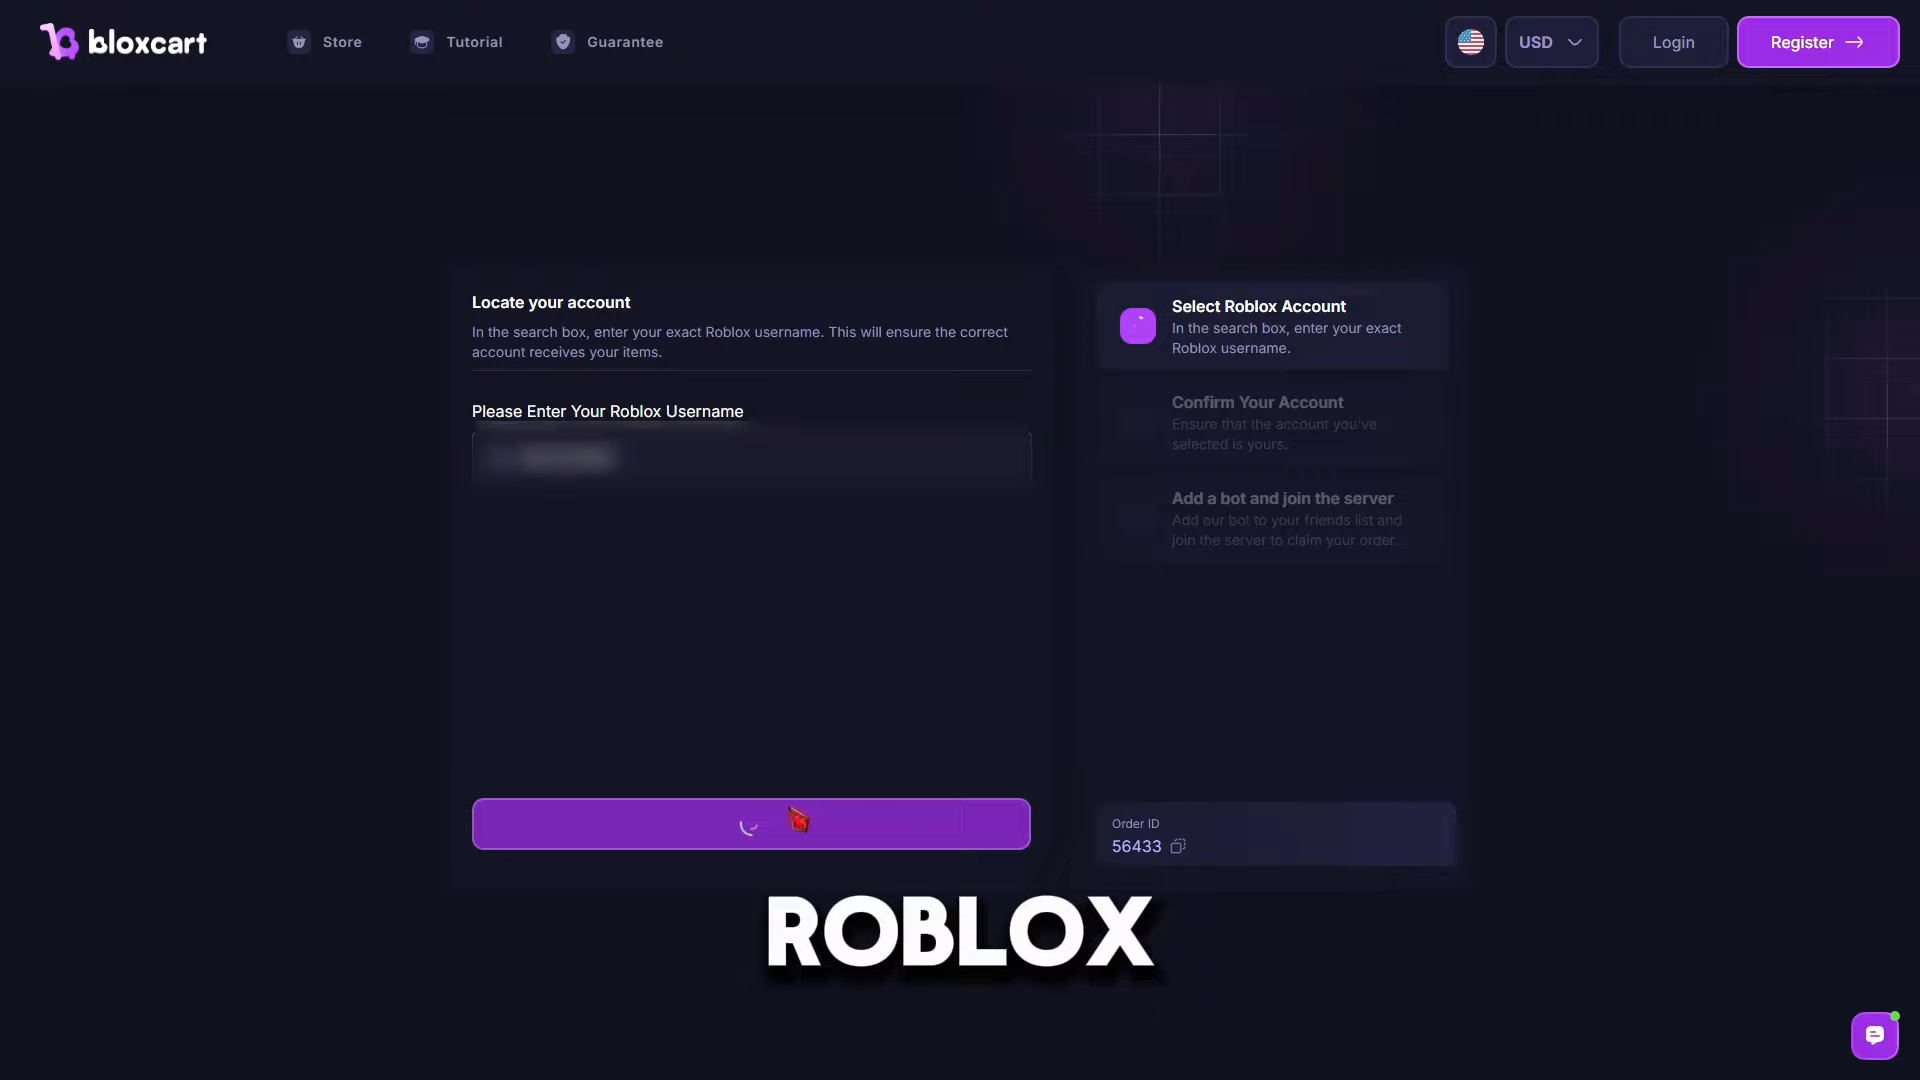 bloxcart
Store
Tutorial
Guarantee
USD
Login
Register
Locate your account
In the search box, enter your exact Roblox username. This will ensure the correct
account receives your items.
Please Enter Your Roblox Username
Select Roblox Account
In the search box, enter your exact
Roblox username.
Confirm Your Account
Ensure that the account you've
selected is yours.
Add a bot and join the server
Add our bot to your friends list and
join the server to claim your order.
Order ID
56433
ROBLOX